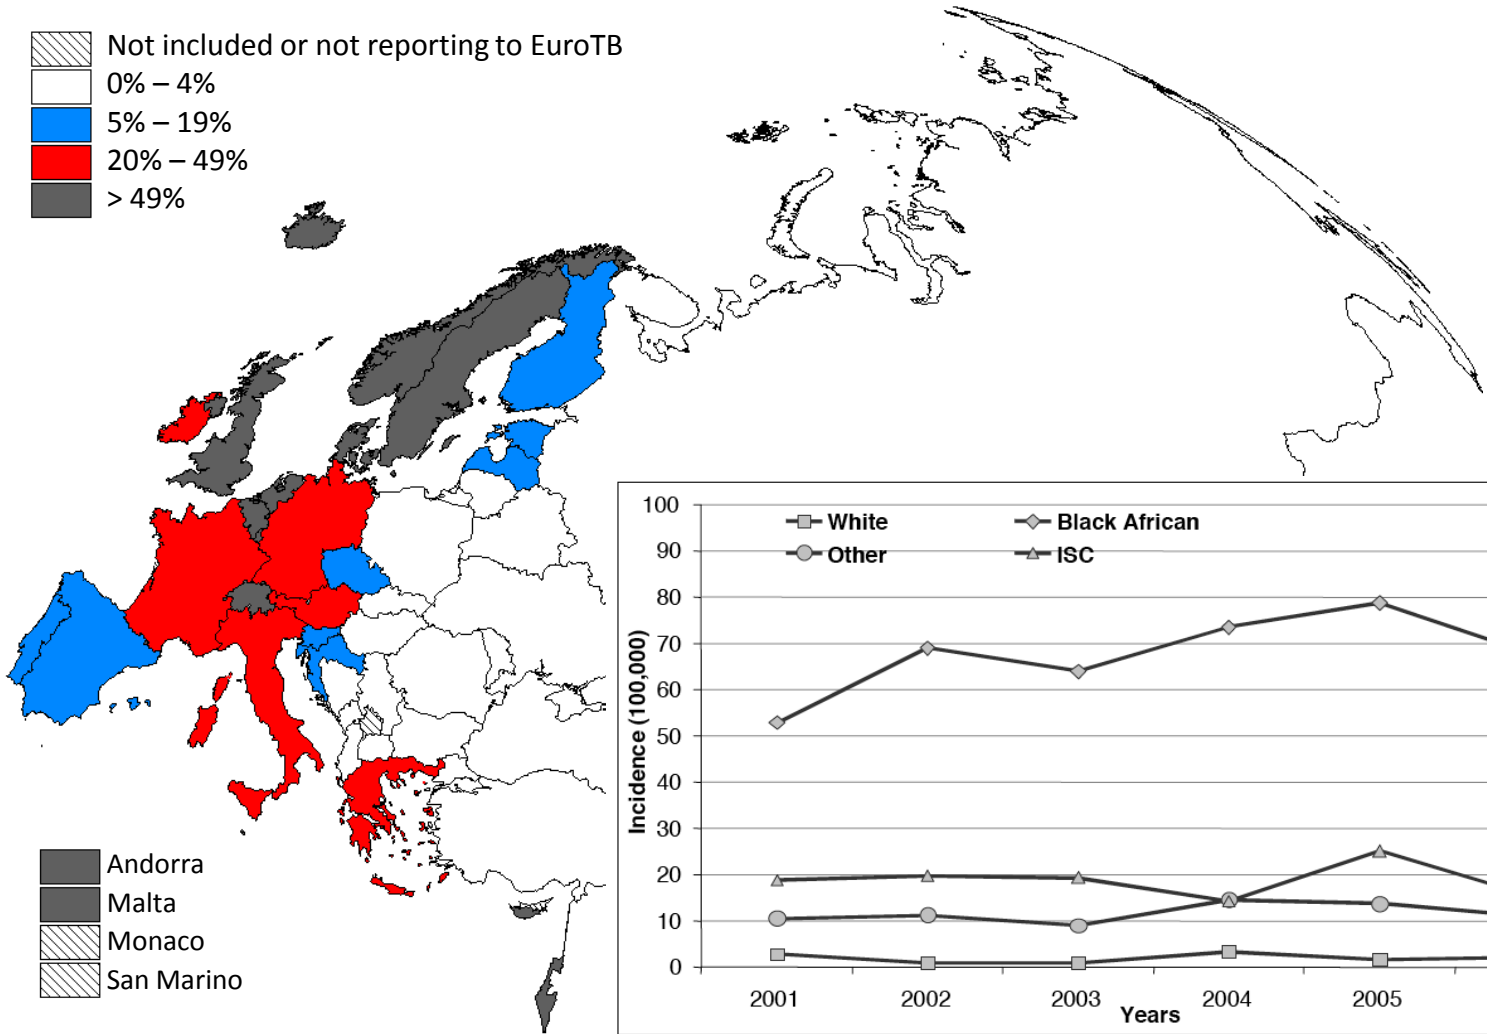 Not included or not reporting to EuroTB
0% – 4%
5% – 19%
20% – 49%
> 49%
Andorra
Malta
Monaco
San Marino
White
Black African
Other
ISC
Incidence (100,000)
100
90
80
70
60
50
40
30
20
10
0
2001 2002 2003 2004 2005
Years